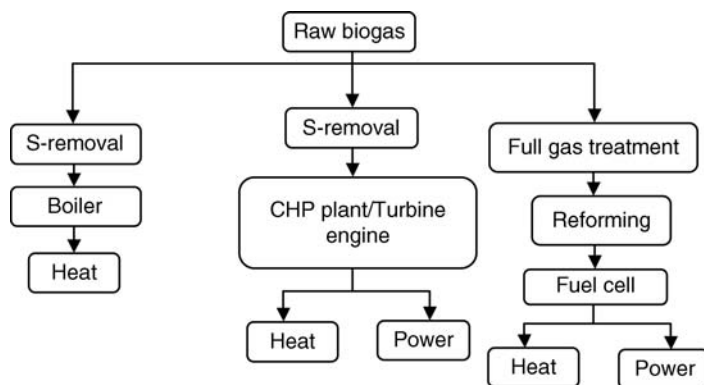 Raw biogas
S-removal
Boiler
Heat
S-removal
CHP plant/Turbine
engine
Heat
Power
Full gas treatment
Reforming
Fuel cell
Heat
Power